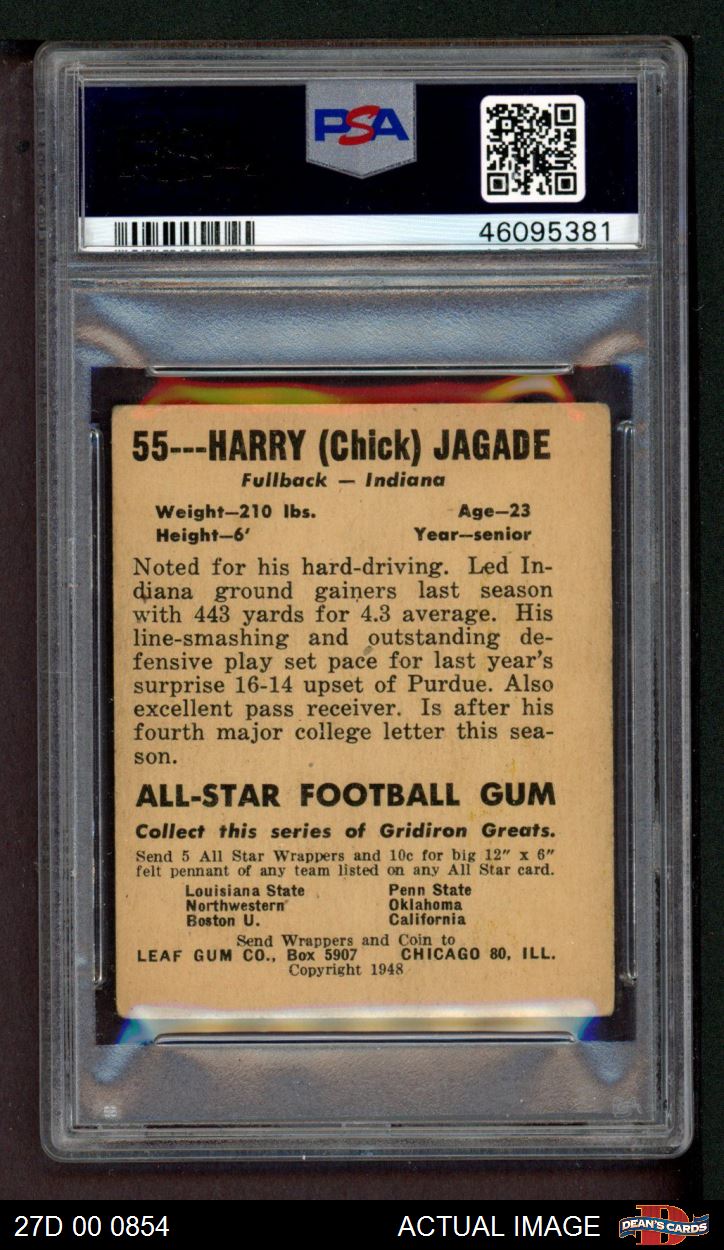 PSA
46095381
55---HARRY (Chick) JAGADE
Fullback — Indiana
Weight—210 lbs. Age—23
Height—6' Year—senior
Noted for his hard-driving. Led In-
diana ground gainers last season
with 443 yards for 4.3 average. His
line-smashing and outstanding de-
fensive play set pace for last year's
surprise 16-14 upset of Purdue. Also
excellent pass receiver. Is after his
fourth major college letter this sea-
son.
ALL-STAR FOOTBALL GUM
Collect this series of Gridiron Greats.
Send 5 All Star Wrappers and 10c for big 12" x 6"
felt pennant of any team listed on any All Star card.
Louisiana State Penn State
Northwestern Oklahoma
Boston U. California
Send Wrappers and Coin to
LEAF GUM CO., Box 5907 CHICAGO 80, ILL.
Copyright 1948
27D 00 0854 ACTUAL IMAGE DEAN'S CARDS